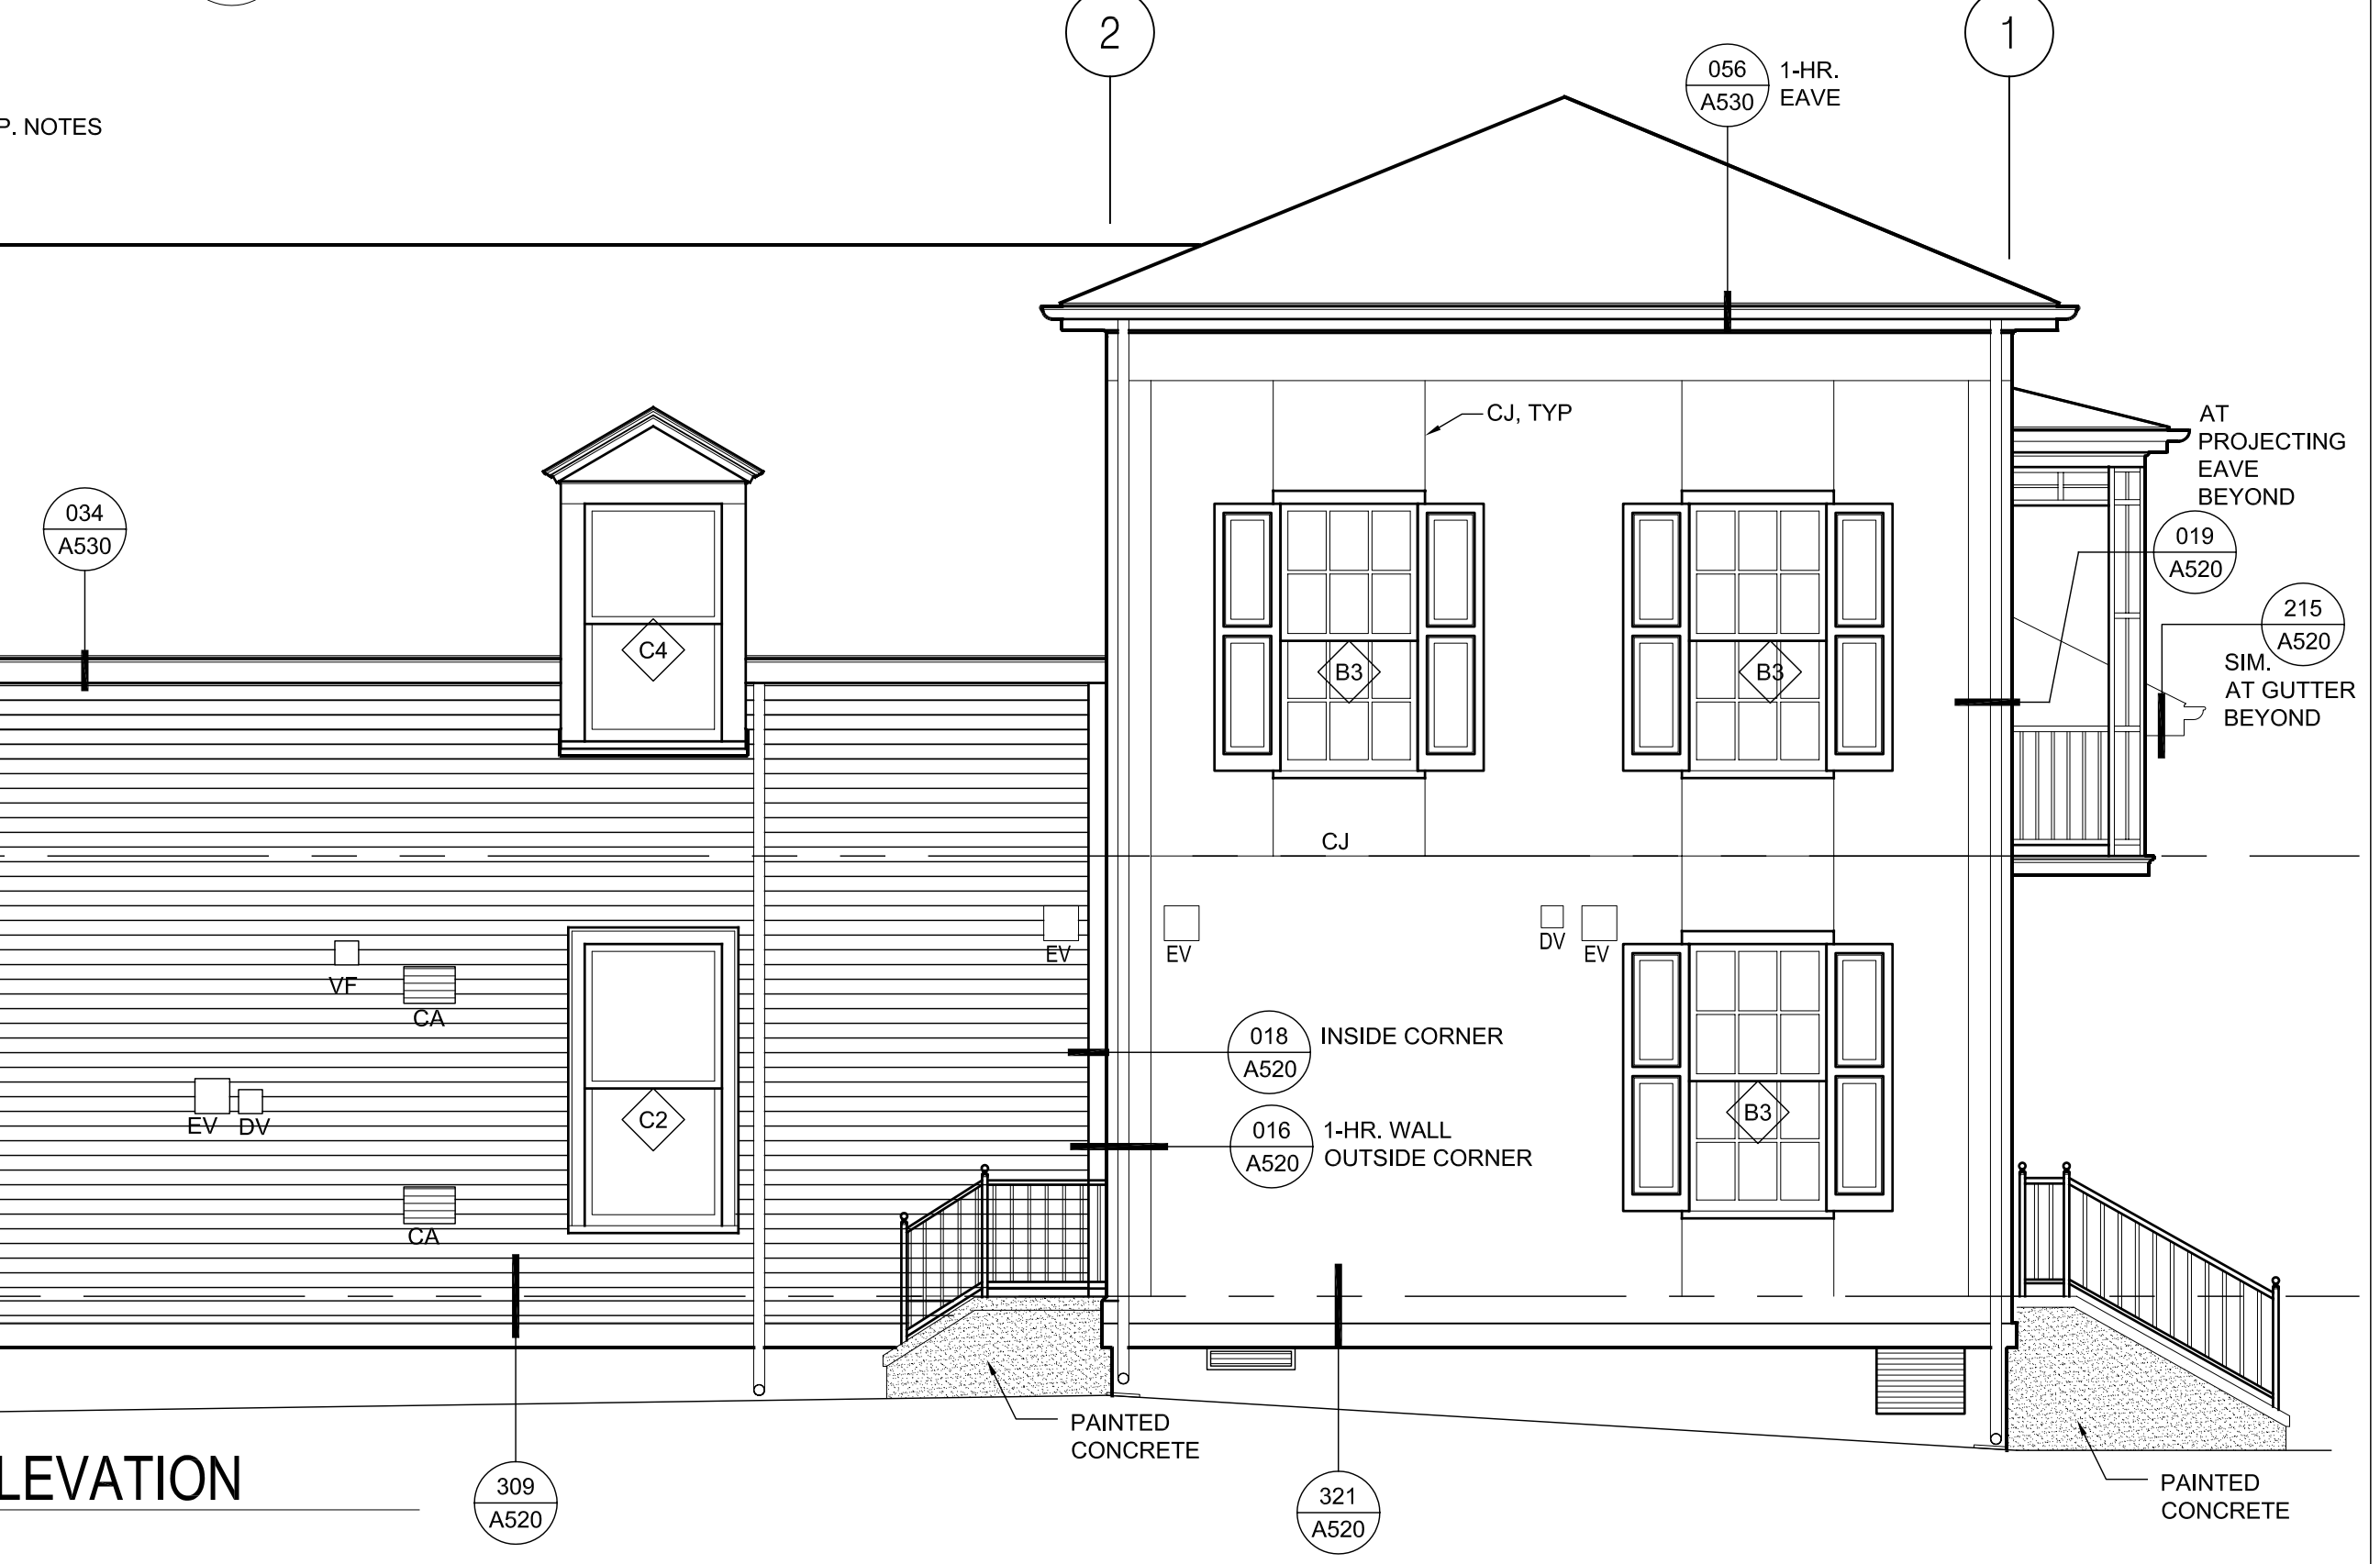 2
1
056
A530
1-HR.
EAVE
P. NOTES
CJ, TYP
AT
PROJECTING
EAVE
BEYOND
034
A530
019
A520
215
A520
SIM.
AT GUTTER
BEYOND
C4
B3
B3
CJ
EV
EV
DV
EV
VF
CA
018
A520
INSIDE CORNER
EV
DV
C2
B3
016
A520
1-HR. WALL
OUTSIDE CORNER
CA
PAINTED
CONCRETE
LEVATION
309
A520
321
A520
PAINTED
CONCRETE